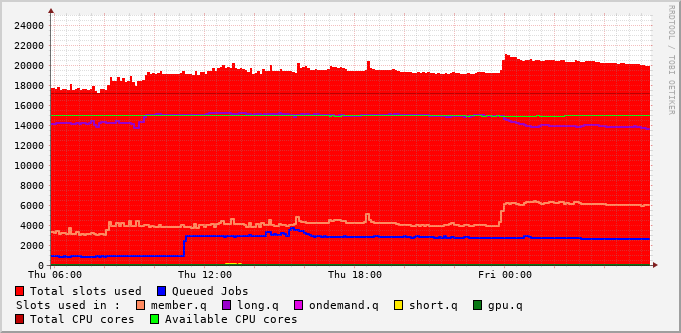 RRDTOOL / TOBI OETIKER
24000
22000
20000
18000
16000
14000
12000
10000
8000
6000
4000
2000
0
Thu 06:00 Thu 12:00 Thu 18:00 Fri 00:00
Total slots used Queued Jobs
Slots used in : member.q long.q ondemand.q short.q gpu.q
Total CPU cores Available CPU cores